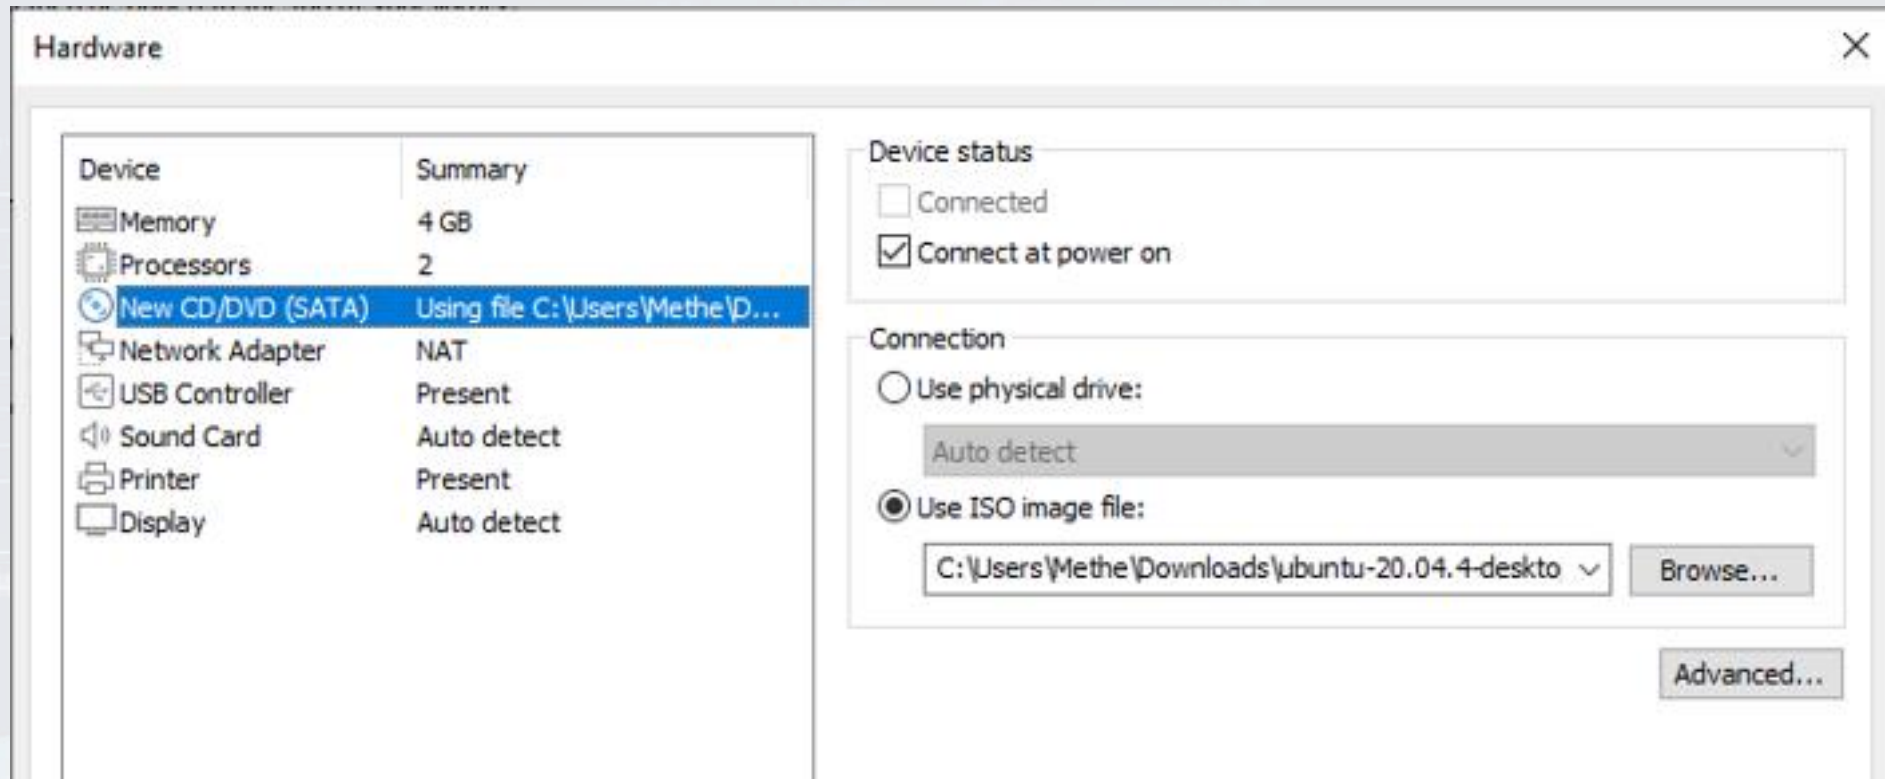 Hardware
Device Summary
Memory 4 GB
Processors 2
New CD/DVD (SATA) Using file C:\Users\Methe\D...
Network Adapter NAT
USB Controller Present
Sound Card Auto detect
Printer Present
Display Auto detect
Device status
Connected
Connect at power on
Connection
Use physical drive:
Auto detect
Use ISO image file:
C:\Users\Methe\Downloads\ubuntu-20.04.4-deskto
Browse...
Advanced...